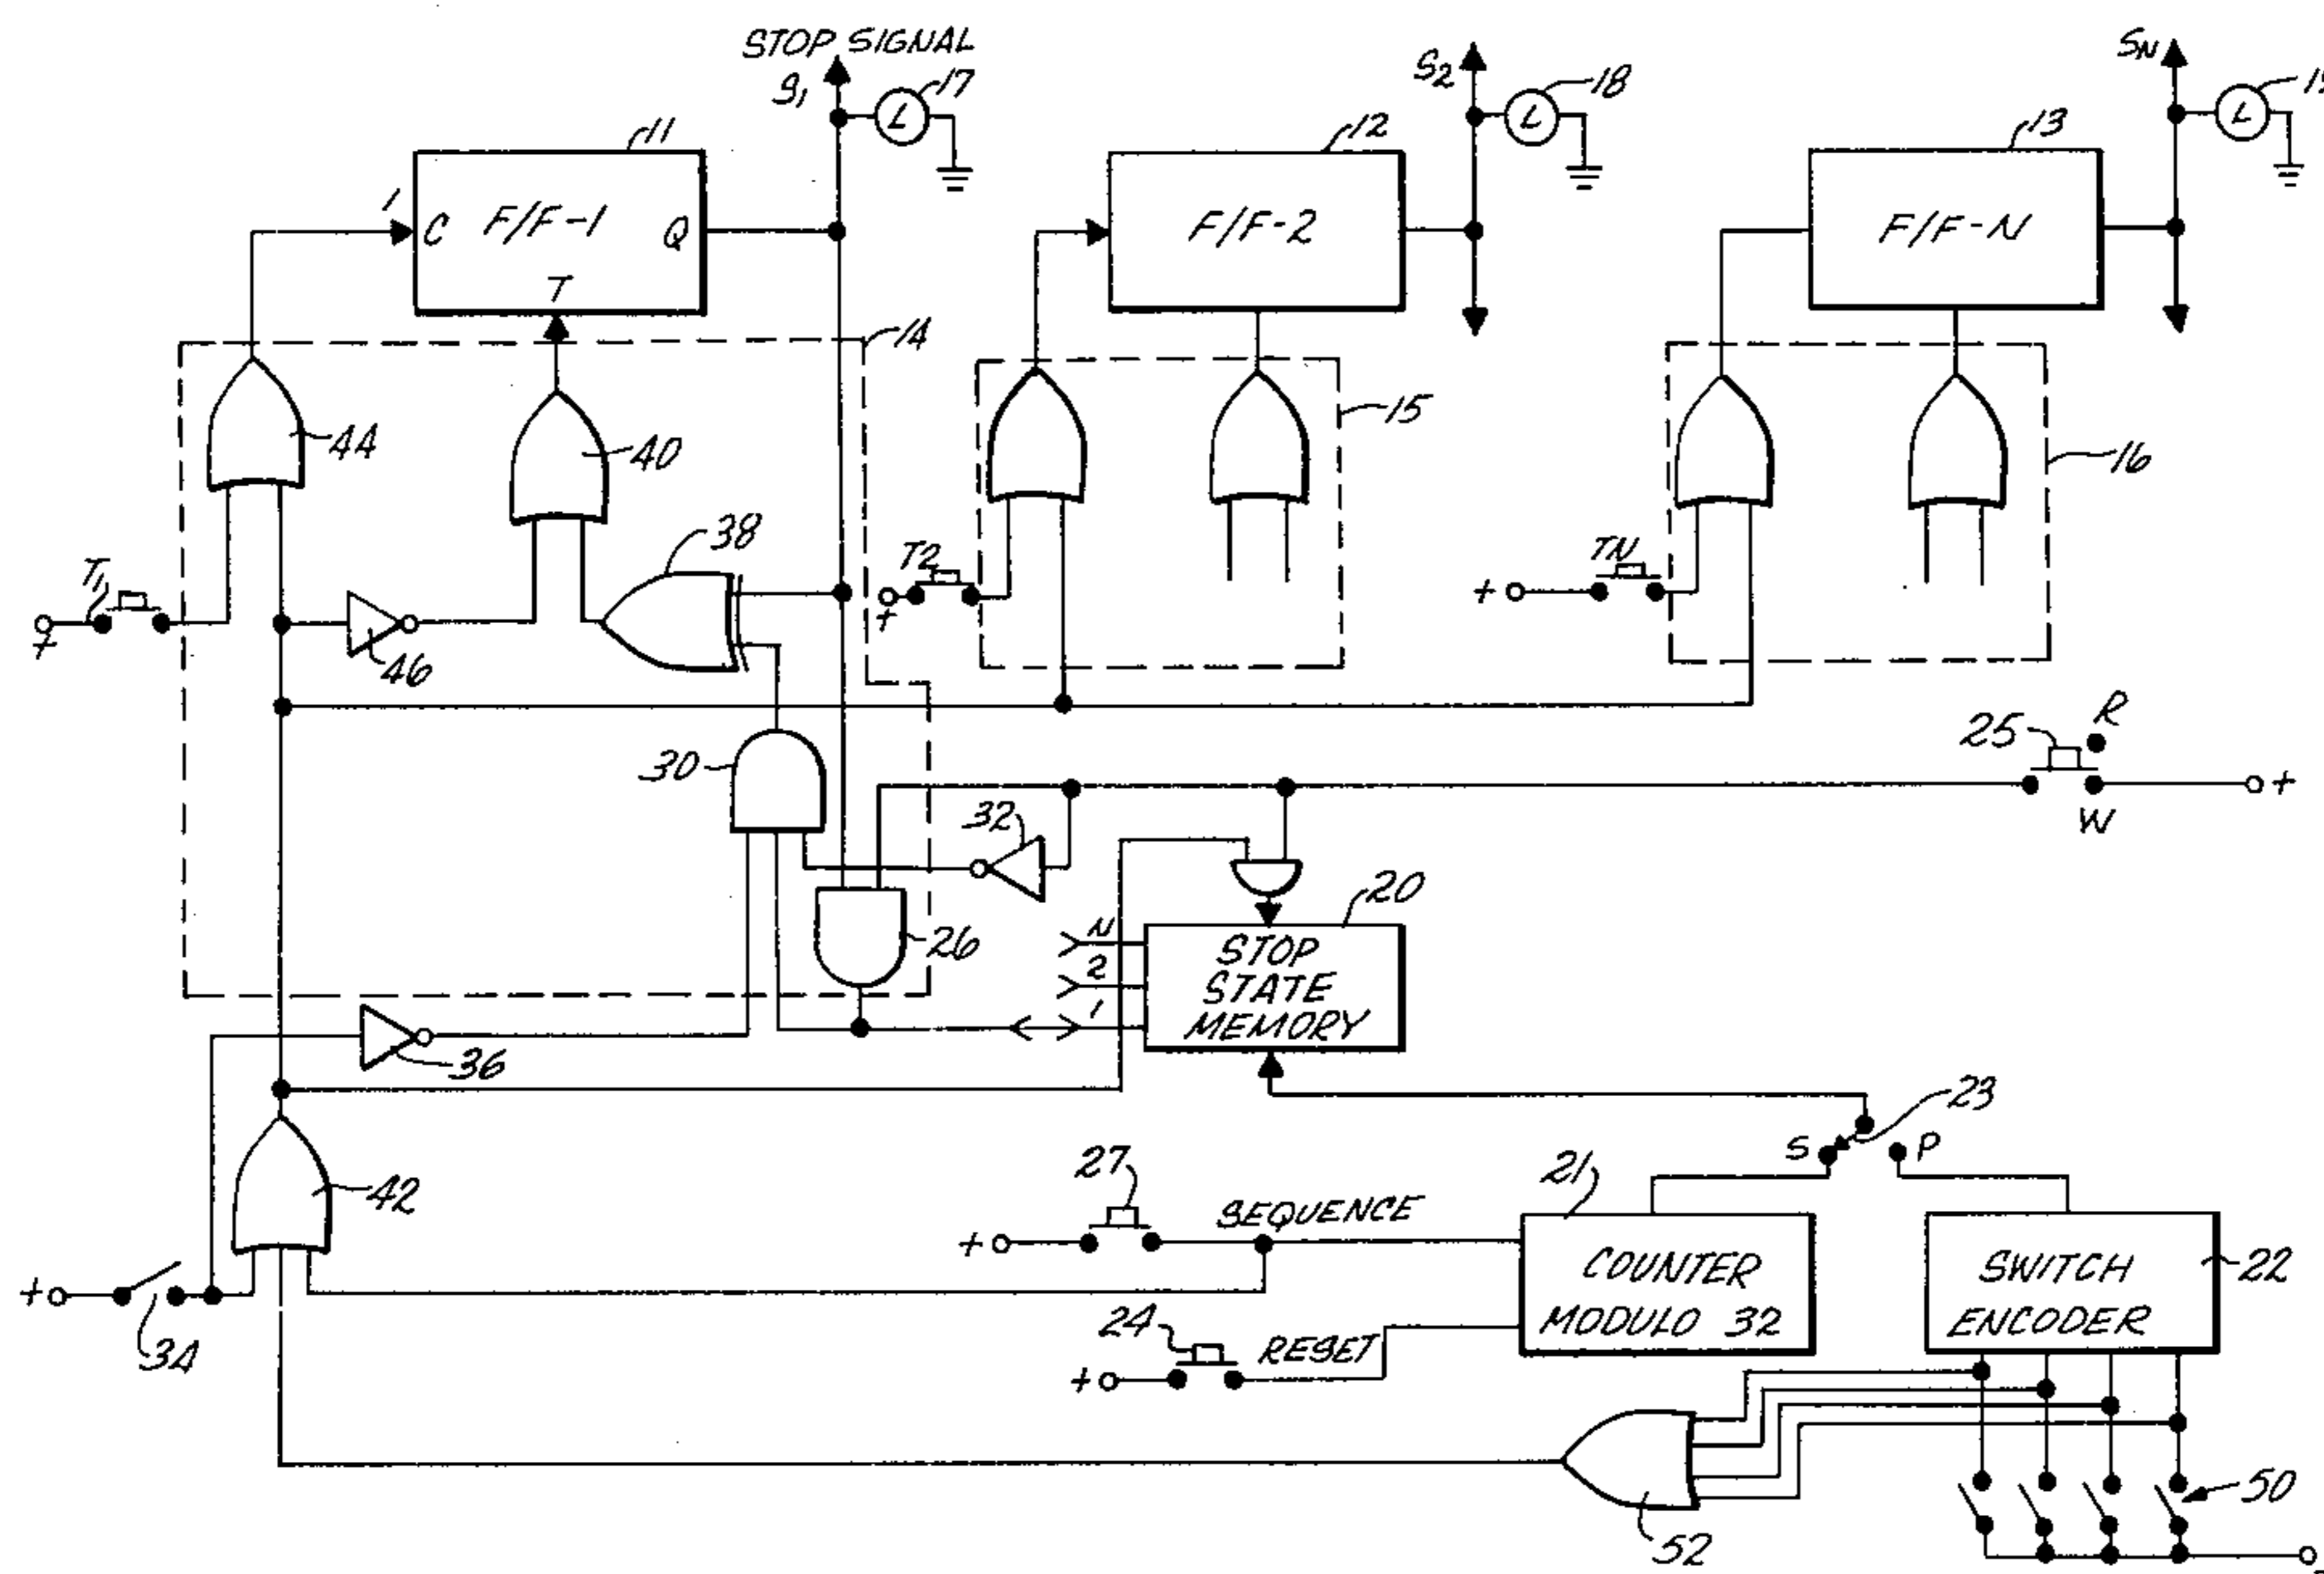 STOP SIGNAL
S1
17
L
S2
18
L
SN
L
11
1
C
F/F-1
Q
T
12
F/F-2
13
F/F-N
14
44
40
15
16
38
T1
+
46
T2
+
TN
+
30
32
25
R
W
+
26
N
2
1
20
STOP
STATE
MEMORY
36
42
23
S
P
27
SEQUENCE
+
21
COUNTER
MODULO 32
SWITCH
ENCODER
22
+
34
24
RESET
+
50
52